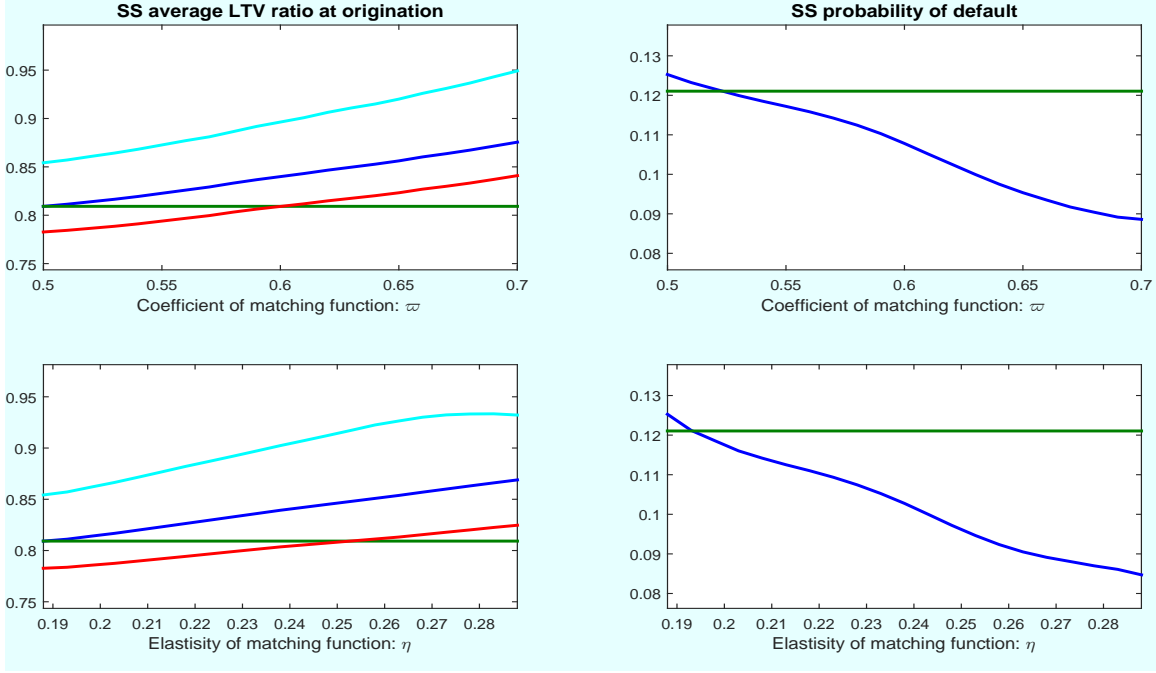 SS average LTV ratio at origination
0.95
0.9
0.85
0.8
0.75
0.5 0.55 0.6 0.65 0.7
Coefficient of matching function: ϖ
SS probability of default
0.13
0.12
0.11
0.1
0.09
0.08
0.5 0.55 0.6 0.65 0.7
Coefficient of matching function: ϖ
0.95
0.9
0.85
0.8
0.75
0.19 0.2 0.21 0.22 0.23 0.24 0.25 0.26 0.27 0.28
Elastisity of matching function: η
0.13
0.12
0.11
0.1
0.09
0.08
0.19 0.2 0.21 0.22 0.23 0.24 0.25 0.26 0.27 0.28
Elastisity of matching function: η